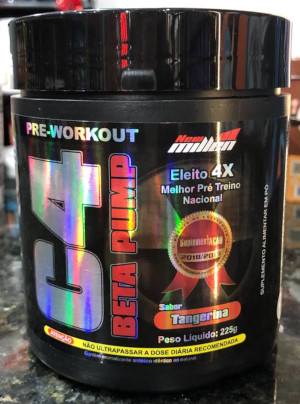 PRE-WORKOUT
New
millen
C4
BETA PUMP
Eleito 4X
Melhor Pré Treino
Nacional
Suplementação
SUPLEMENTO ALIMENTAR EM PÓ
Sabor
Tangerina
Peso Líquido: 225g
ATENÇÃO
NÃO ULTRAPASSAR A DOSE DIÁRIA RECOMENDADA